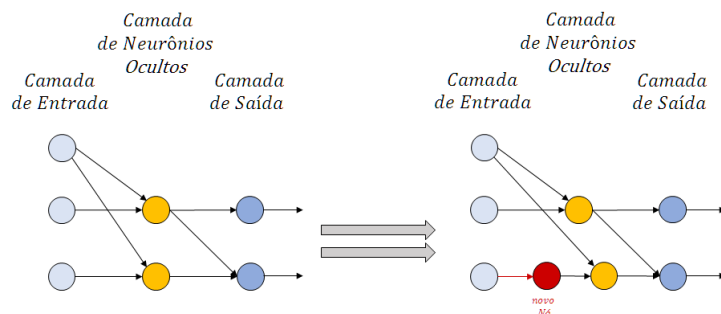 Camada
de Neurônios
Ocultos
Camada
de Entrada
Camada
de Saída
Camada
de Neurônios
Ocultos
Camada
de Entrada
Camada
de Saída
novo
Nó